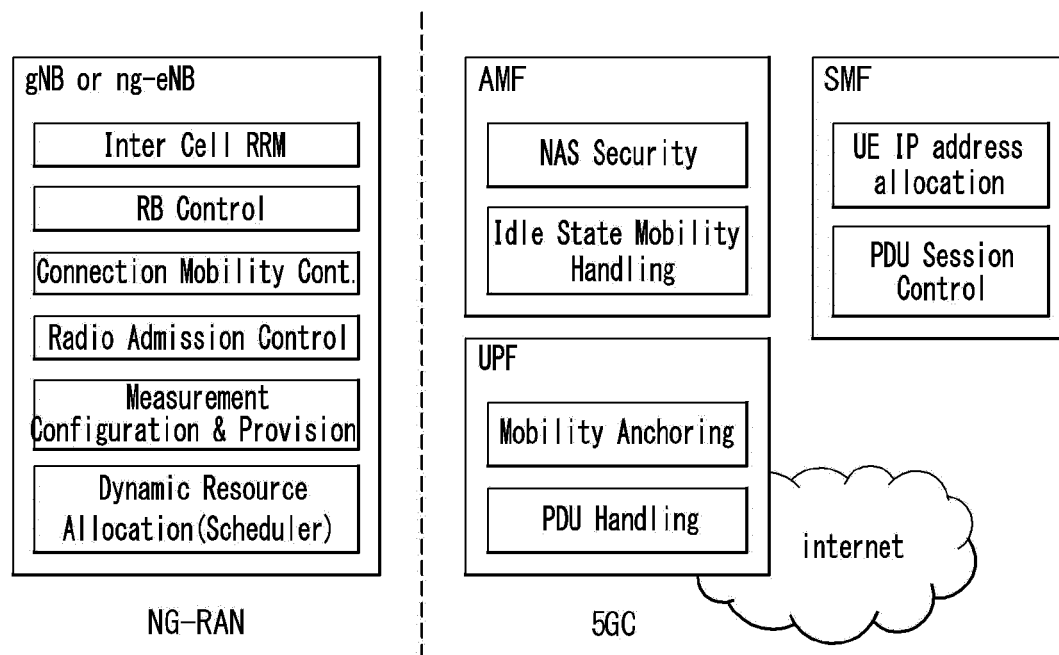 gNB or ng-eNB
Inter Cell RRM
RB Control
Connection Mobility Cont.
Radio Admission Control
Measurement
Configuration & Provision
Dynamic Resource
Allocation(Scheduler)
NG-RAN
AMF
NAS Security
Idle State Mobility
Handling
SMF
UE IP address
allocation
PDU Session
Control
UPF
Mobility Anchoring
PDU Handling
internet
5GC